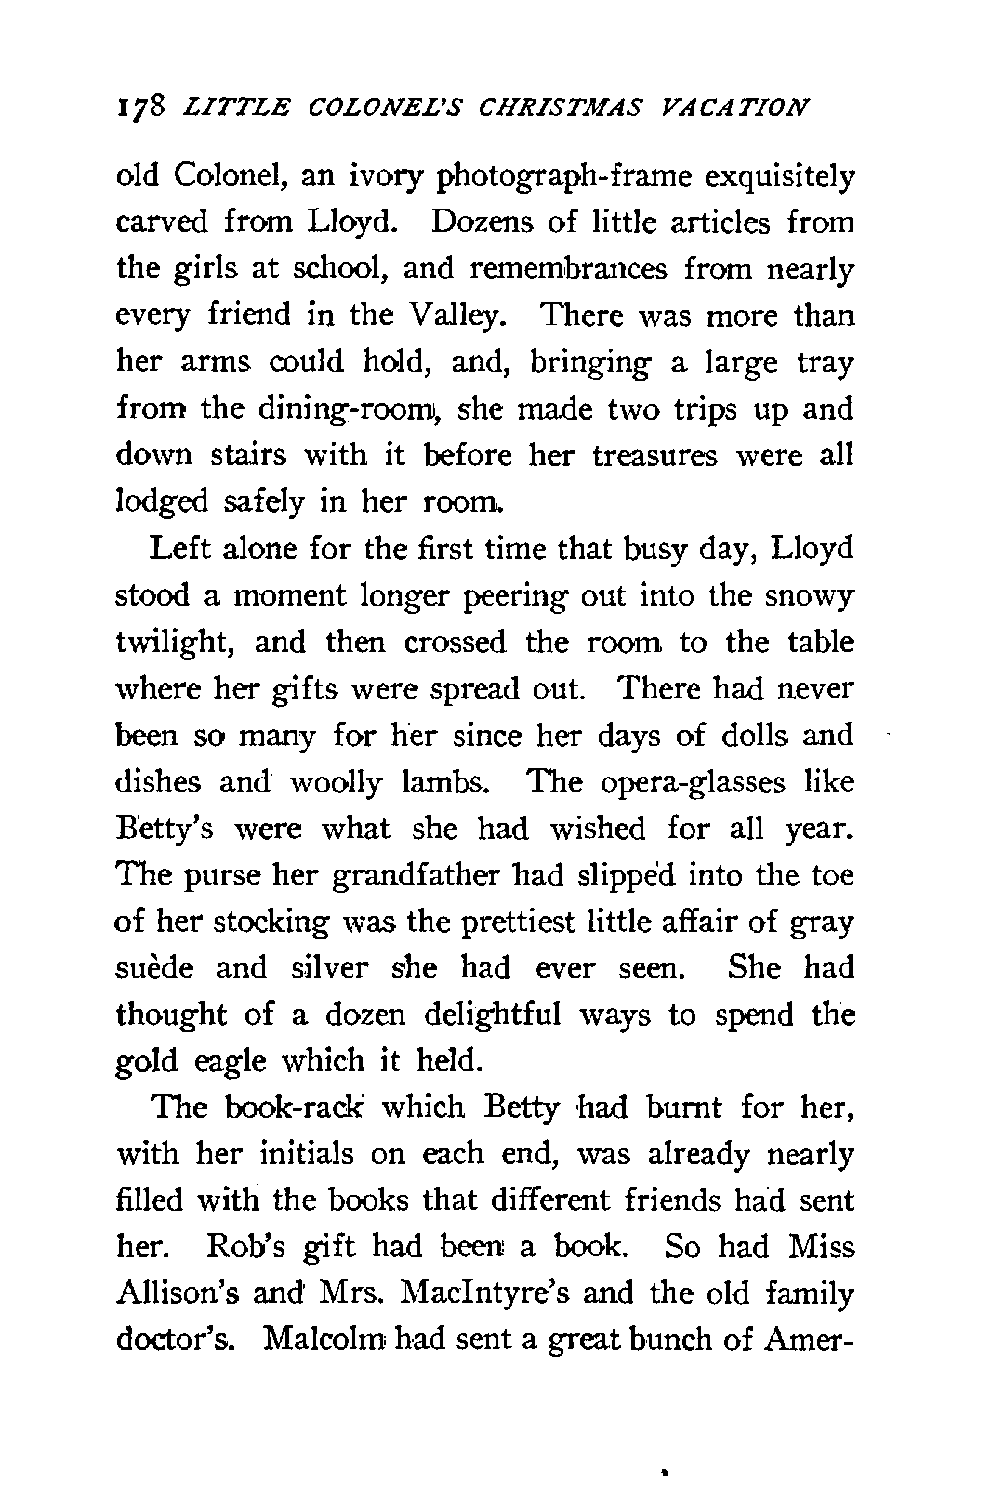 178 LITTLE COLONEL'S CHRISTMAS VACATION
old Colonel, an ivory photograph-frame exquisitely
carved from Lloyd. Dozens of little articles from
the girls at school, and remembrances from nearly
every friend in the Valley. There was more than
her arms could hold, and, bringing a large tray
from the dining-room, she made two trips up and
down stairs with it before her treasures were all
lodged safely in her room.
Left alone for the first time that busy day, Lloyd
stood a moment longer peering out into the snowy
twilight, and then crossed the room to the table
where her gifts were spread out. There had never
been so many for her since her days of dolls and
dishes and woolly lambs. The opera-glasses like
Betty's were what she had wished for all year.
The purse her grandfather had slipped into the toe
of her stocking was the prettiest little affair of gray
suède and silver she had ever seen. She had
thought of a dozen delightful ways to spend the
gold eagle which it held.
The book-rack which Betty had burnt for her,
with her initials on each end, was already nearly
filled with the books that different friends had sent
her. Rob's gift had been a book. So had Miss
Allison's and Mrs. MacIntyre's and the old family
doctor's. Malcolm had sent a great bunch of Amer-